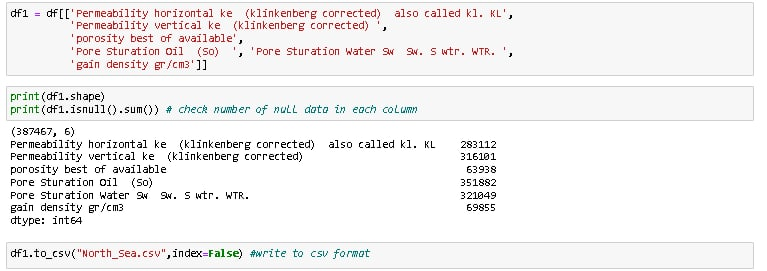 df1 = df[['Permeability horizontal ke  (klinkenberg corrected)  also called kl. KL',
'Permeability vertical ke  (klinkenberg corrected) ',
'porosity best of available',
'Pore Sturation Oil  (So)  ', 'Pore Sturation Water Sw  Sw. S wtr. WTR. ',
'gain density gr/cm3']]
print(df1.shape)
print(df1.isnull().sum()) # check number of null data in each column
(387467, 6)
Permeability horizontal ke  (klinkenberg corrected)  also called kl. KL    283112
Permeability vertical ke  (klinkenberg corrected)    316101
porosity best of available    63938
Pore Sturation Oil  (So)    351882
Pore Sturation Water Sw  Sw. S wtr. WTR.    321049
gain density gr/cm3    69855
dtype: int64
df1.to_csv("North_Sea.csv",index=False) #write to csv format